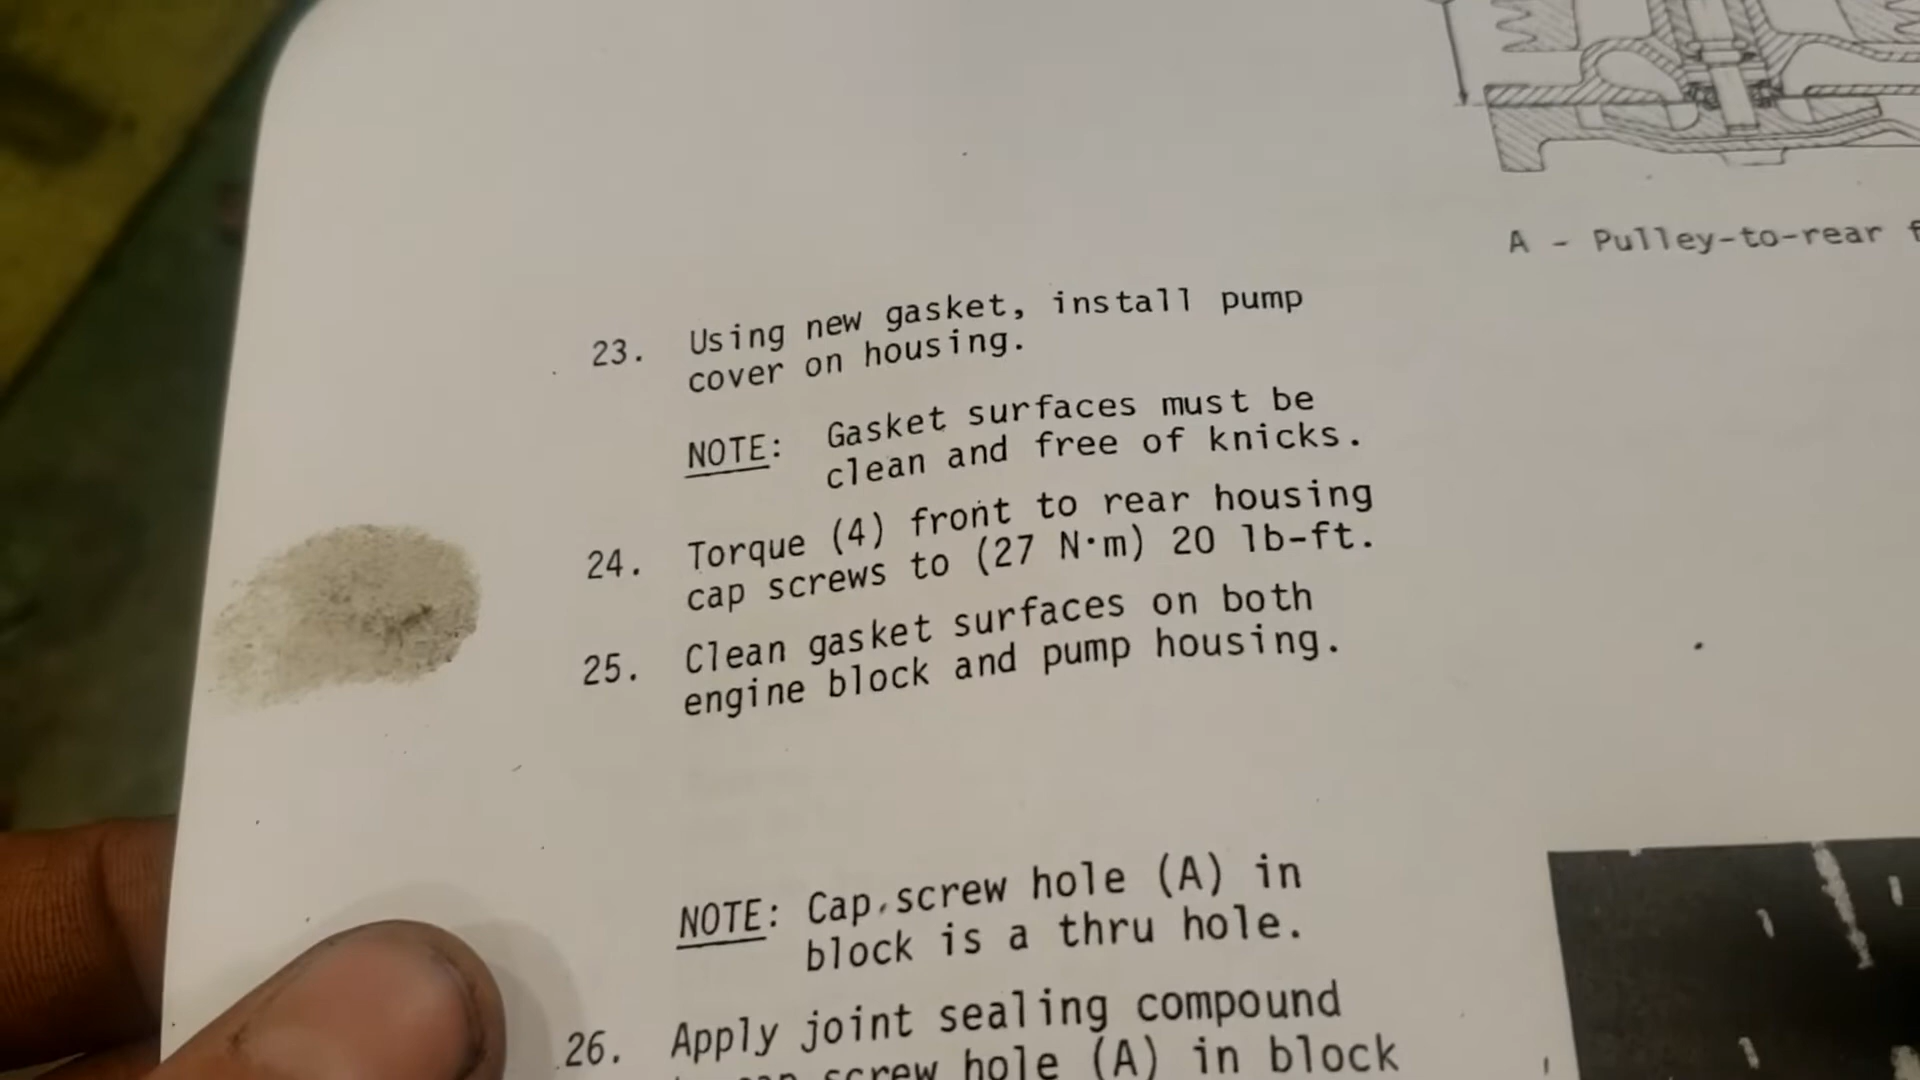 A - Pulley-to-rear
23. Using new gasket, install pump
cover on housing.
NOTE: Gasket surfaces must be
clean and free of knicks.
24. Torque (4) front to rear housing
cap screws to (27 N·m) 20 lb-ft.
25. Clean gasket surfaces on both
engine block and pump housing.
NOTE: Cap screw hole (A) in
block is a thru hole.
26. Apply joint sealing compound
screw hole (A) in block